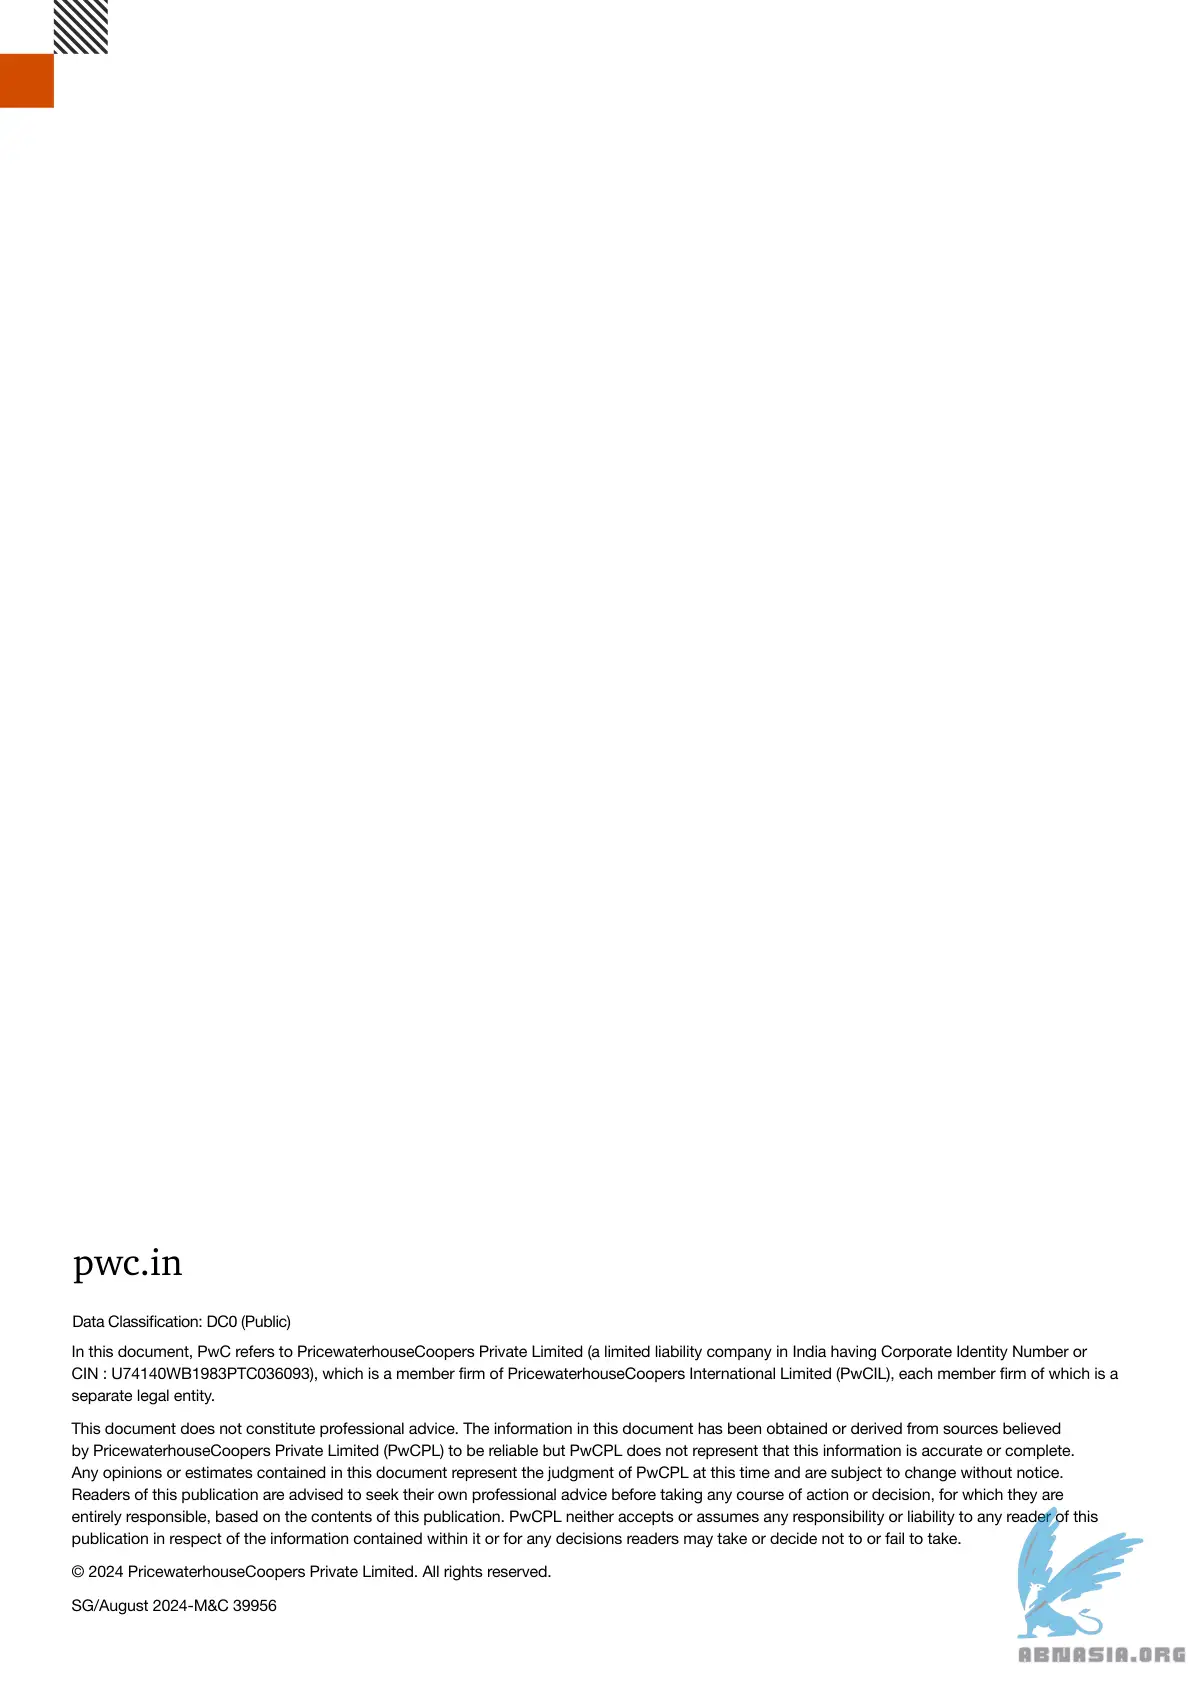 pwc.in
Data Classification: DC0 (Public)
In this document, PwC refers to PricewaterhouseCoopers Private Limited (a limited liability company in India having Corporate Identity Number or
CIN : U74140WB1983PTC036093), which is a member firm of PricewaterhouseCoopers International Limited (PwCIL), each member firm of which is a
separate legal entity.
This document does not constitute professional advice. The information in this document has been obtained or derived from sources believed
by PricewaterhouseCoopers Private Limited (PwCPL) to be reliable but PwCPL does not represent that this information is accurate or complete.
Any opinions or estimates contained in this document represent the judgment of PwCPL at this time and are subject to change without notice.
Readers of this publication are advised to seek their own professional advice before taking any course of action or decision, for which they are
entirely responsible, based on the contents of this publication. PwCPL neither accepts or assumes any responsibility or liability to any reader of this
publication in respect of the information contained within it or for any decisions readers may take or decide not to or fail to take.
© 2024 PricewaterhouseCoopers Private Limited. All rights reserved.
SG/August 2024-M&C 39956
ABNASIA.ORG